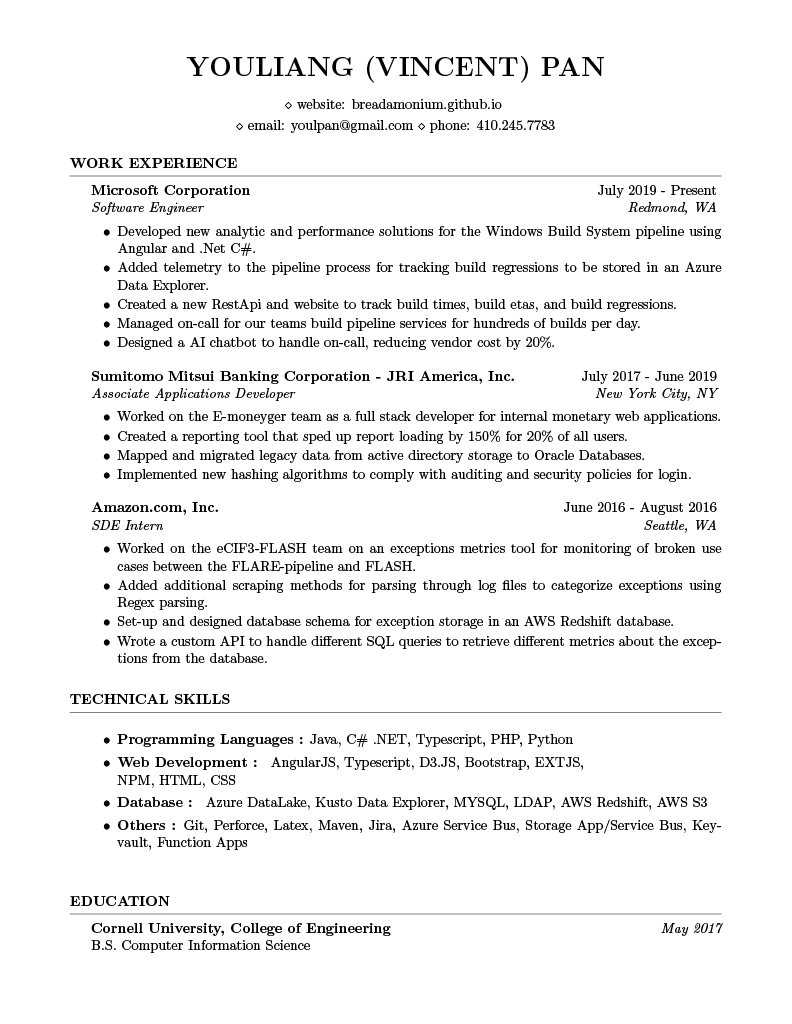 YOULIANG (VINCENT) PAN
⋄ website: breadamonium.github.io
⋄ email: youlpan@gmail.com ⋄ phone: 410.245.7783
WORK EXPERIENCE
Microsoft Corporation July 2019 - Present
Software Engineer Redmond, WA
• Developed new analytic and performance solutions for the Windows Build System pipeline using
Angular and .Net C#.
• Added telemetry to the pipeline process for tracking build regressions to be stored in an Azure
Data Explorer.
• Created a new RestApi and website to track build times, build etas, and build regressions.
• Managed on-call for our teams build pipeline services for hundreds of builds per day.
• Designed a AI chatbot to handle on-call, reducing vendor cost by 20%.
Sumitomo Mitsui Banking Corporation - JRI America, Inc. July 2017 - June 2019
Associate Applications Developer New York City, NY
• Worked on the E-moneyger team as a full stack developer for internal monetary web applications.
• Created a reporting tool that sped up report loading by 150% for 20% of all users.
• Mapped and migrated legacy data from active directory storage to Oracle Databases.
• Implemented new hashing algorithms to comply with auditing and security policies for login.
Amazon.com, Inc. June 2016 - August 2016
SDE Intern Seattle, WA
• Worked on the eCIF3-FLASH team on an exceptions metrics tool for monitoring of broken use
cases between the FLARE-pipeline and FLASH.
• Added additional scraping methods for parsing through log files to categorize exceptions using
Regex parsing.
• Set-up and designed database schema for exception storage in an AWS Redshift database.
• Wrote a custom API to handle different SQL queries to retrieve different metrics about the excep-
tions from the database.
TECHNICAL SKILLS
• Programming Languages : Java, C# .NET, Typescript, PHP, Python
• Web Development : AngularJS, Typescript, D3.JS, Bootstrap, EXTJS,
NPM, HTML, CSS
• Database : Azure DataLake, Kusto Data Explorer, MYSQL, LDAP, AWS Redshift, AWS S3
• Others : Git, Perforce, Latex, Maven, Jira, Azure Service Bus, Storage App/Service Bus, Key-
vault, Function Apps
EDUCATION
Cornell University, College of Engineering May 2017
B.S. Computer Information Science